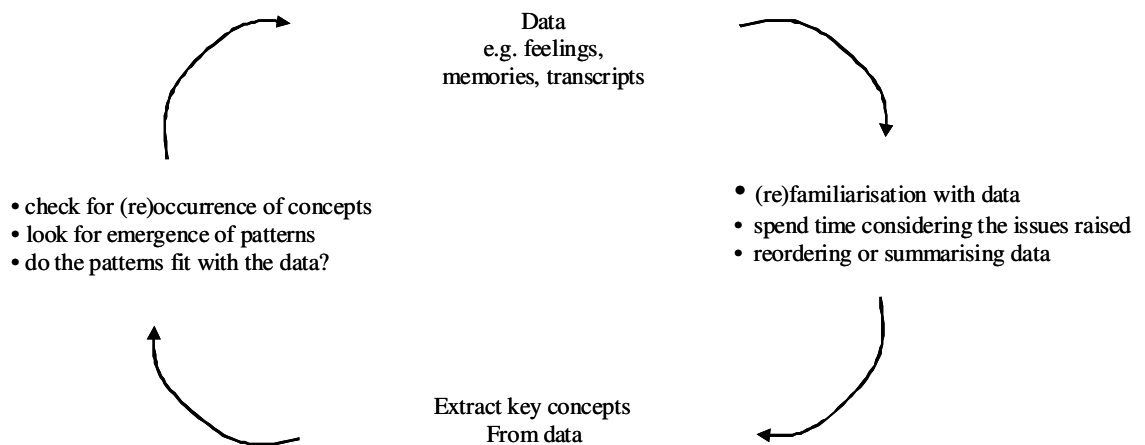 Data
e.g. feelings,
memories, transcripts
• (re)familiarisation with data
• spend time considering the issues raised
• reordering or summarising data
Extract key concepts
From data
• check for (re)occurrence of concepts
• look for emergence of patterns
• do the patterns fit with the data?